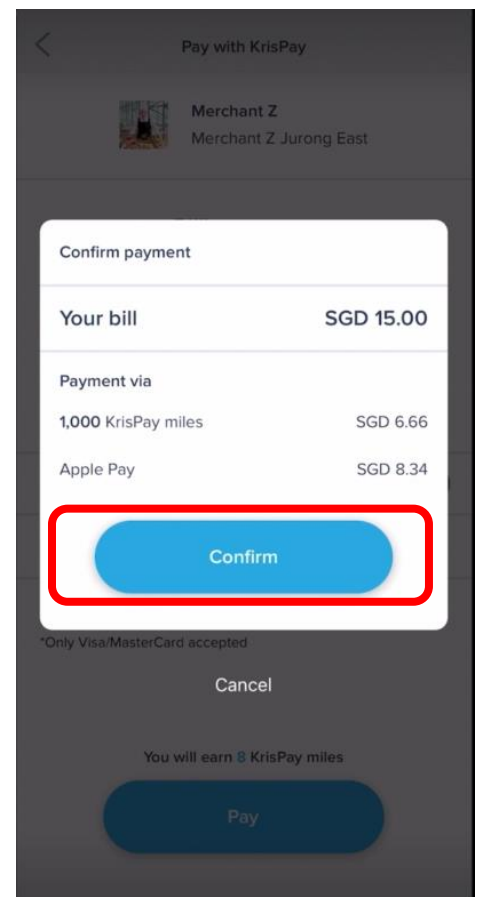 Pay with KrisPay
Merchant Z
Merchant Z Jurong East
Confirm payment
Your bill SGD 15.00
Payment via
1,000 KrisPay miles SGD 6.66
Apple Pay SGD 8.34
Confirm
*Only Visa/MasterCard accepted
Cancel
You will earn 8 KrisPay miles
Pay